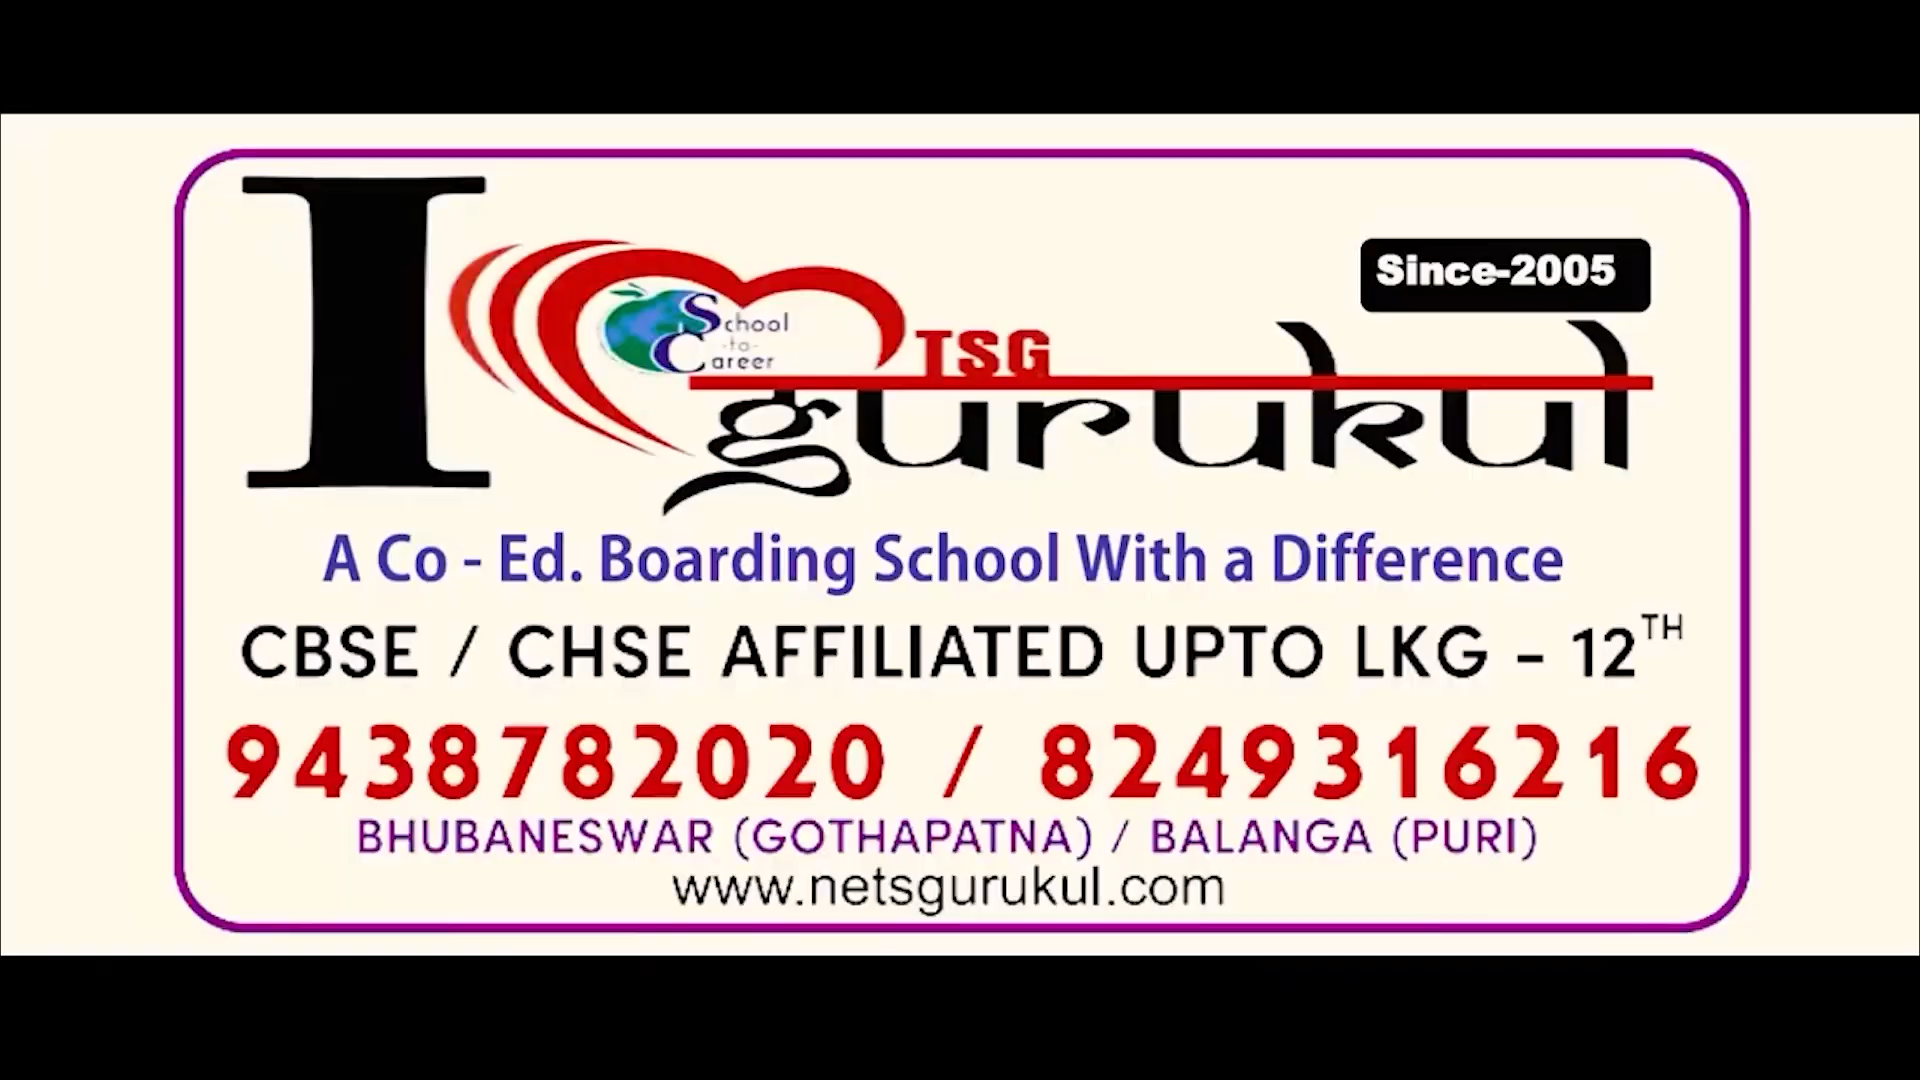 Since-2005
I
School
-to-
Career
TSG
gurukul
A Co - Ed. Boarding School With a Difference
CBSE / CHSE AFFILIATED UPTO LKG - 12TH
9438782020 / 8249316216
BHUBANESWAR (GOTHAPATNA) / BALANGA (PURI)
www.netsgurukul.com